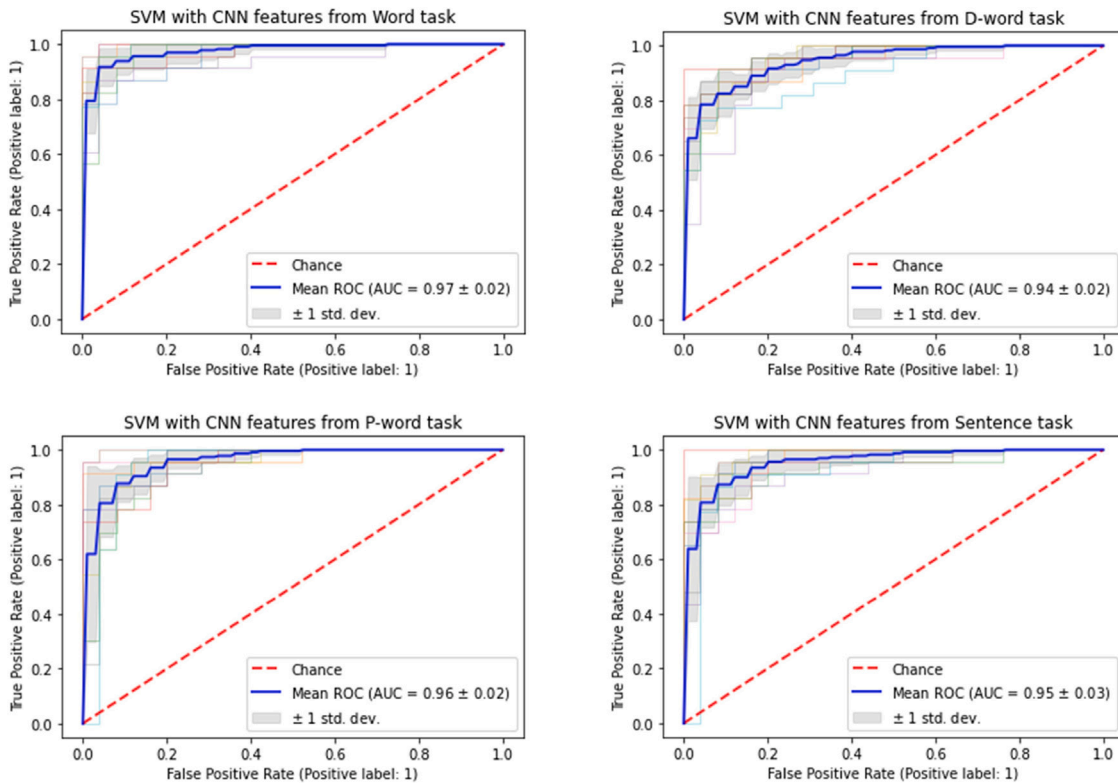 SVM with CNN features from Word task
True Positive Rate (Positive label: 1)
1.0
0.8
0.6
0.4
0.2
0.0
Chance
Mean ROC (AUC = 0.97 ± 0.02)
± 1 std. dev.
0.0 0.2 0.4 0.6 0.8 1.0
False Positive Rate (Positive label: 1)
SVM with CNN features from D-word task
True Positive Rate (Positive label: 1)
1.0
0.8
0.6
0.4
0.2
0.0
Chance
Mean ROC (AUC = 0.94 ± 0.02)
± 1 std. dev.
0.0 0.2 0.4 0.6 0.8 1.0
False Positive Rate (Positive label: 1)
SVM with CNN features from P-word task
True Positive Rate (Positive label: 1)
1.0
0.8
0.6
0.4
0.2
0.0
Chance
Mean ROC (AUC = 0.96 ± 0.02)
± 1 std. dev.
0.0 0.2 0.4 0.6 0.8 1.0
False Positive Rate (Positive label: 1)
SVM with CNN features from Sentence task
True Positive Rate (Positive label: 1)
1.0
0.8
0.6
0.4
0.2
0.0
Chance
Mean ROC (AUC = 0.95 ± 0.03)
± 1 std. dev.
0.0 0.2 0.4 0.6 0.8 1.0
False Positive Rate (Positive label: 1)